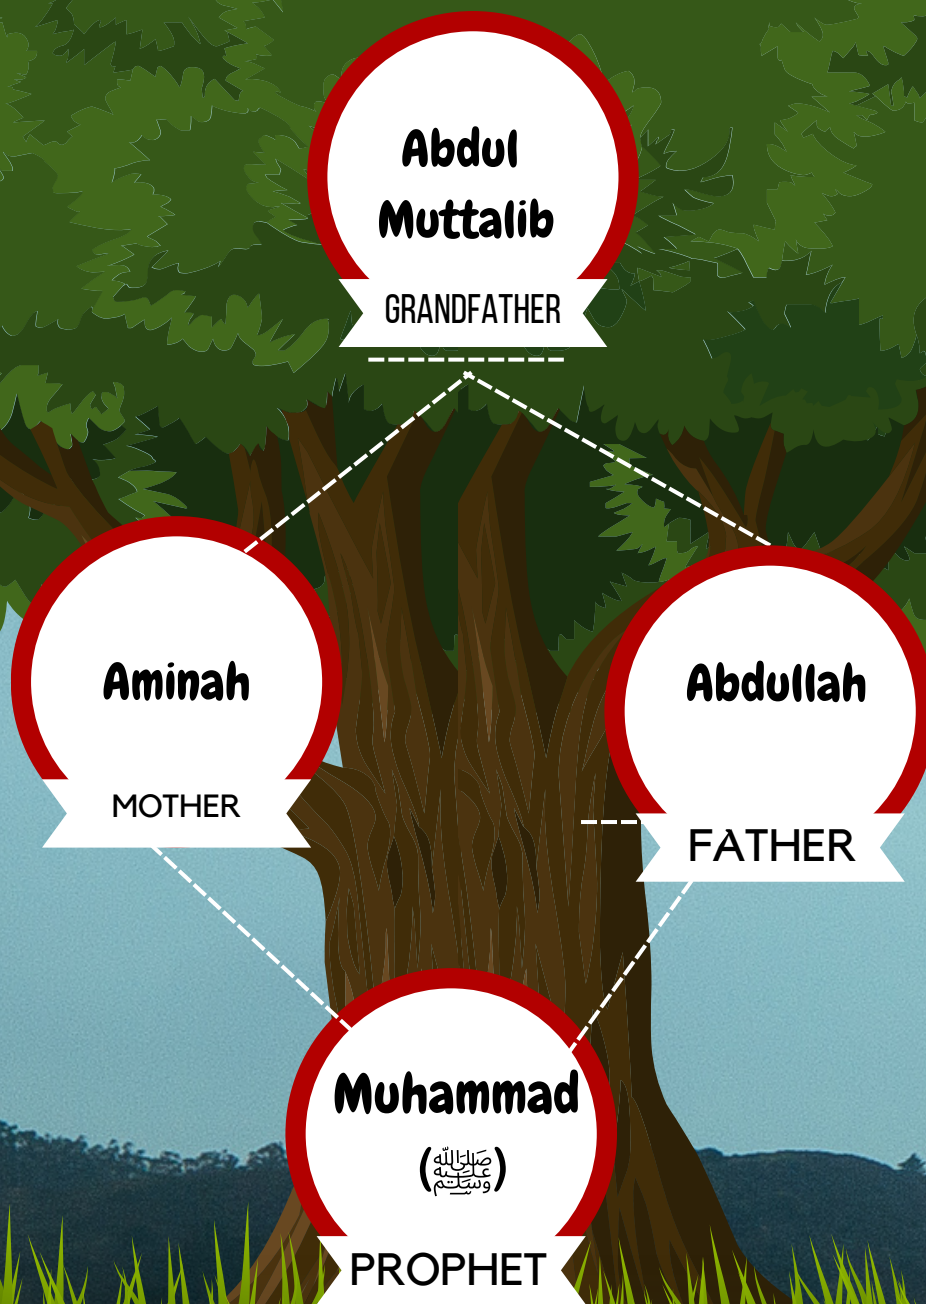 Abdul
Muttalib
GRANDFATHER
Aminah
MOTHER
Abdullah
FATHER
Muhammad
(ﷺ)
PROPHET